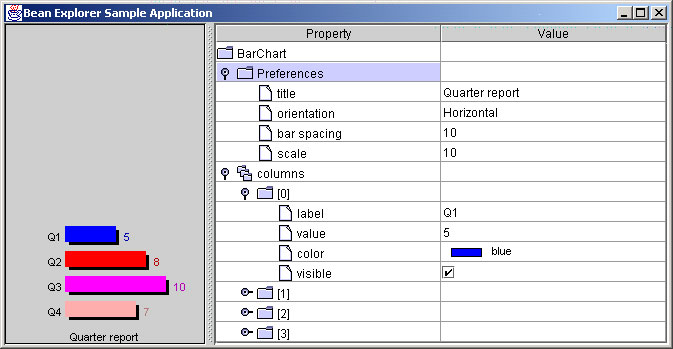 Bean Explorer Sample Application
Q1 5
Q2 8
Q3 10
Q4 7
Quarter report
Property Value
BarChart
Preferences
title Quarter report
orientation Horizontal
bar spacing 10
scale 10
columns
[0]
label Q1
value 5
color blue
visible
[1]
[2]
[3]